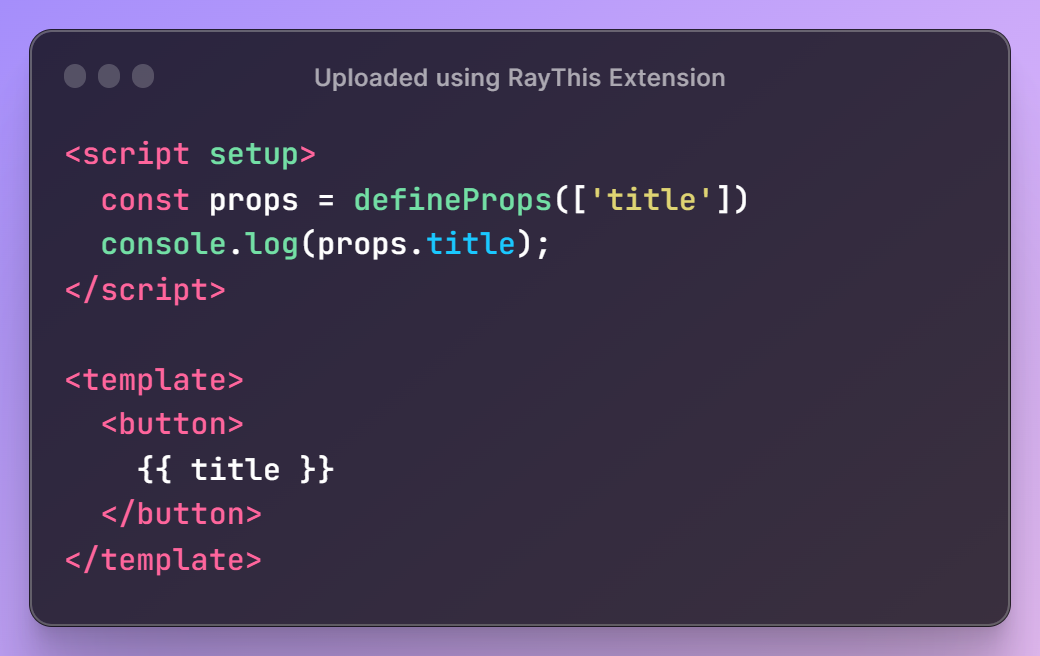 Uploaded using RayThis Extension
<script setup>
  const props = defineProps(['title'])
  console.log(props.title);
</script>

<template>
  <button>
    {{ title }}
  </button>
</template>